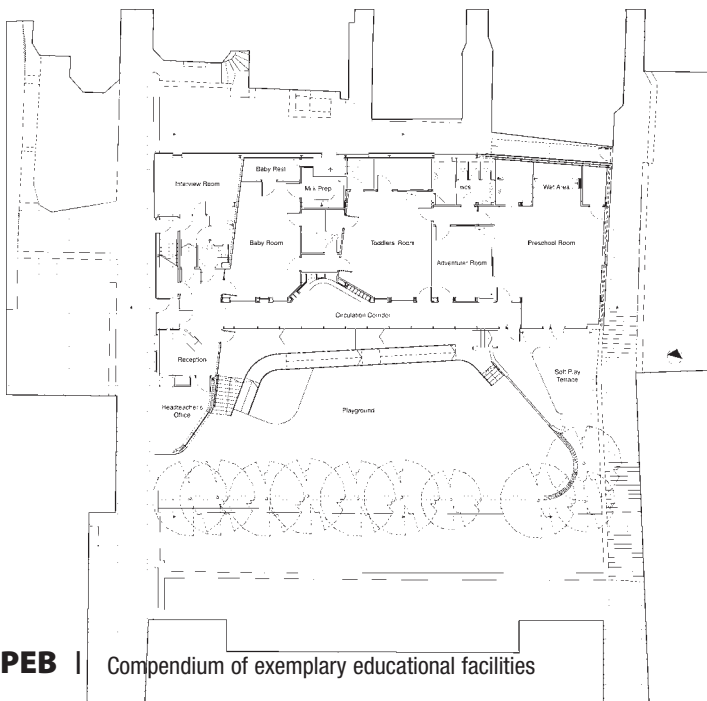 Baby Rest
Interview Room
Milk Prep
Wet Area
Baby Room
Toddlers Room
Preschool Room
Adventurer Room
Circulation Corridor
Reception
Soft Play
Terrace
Headteacher's
Office
Playground
PEB | Compendium of exemplary educational facilities